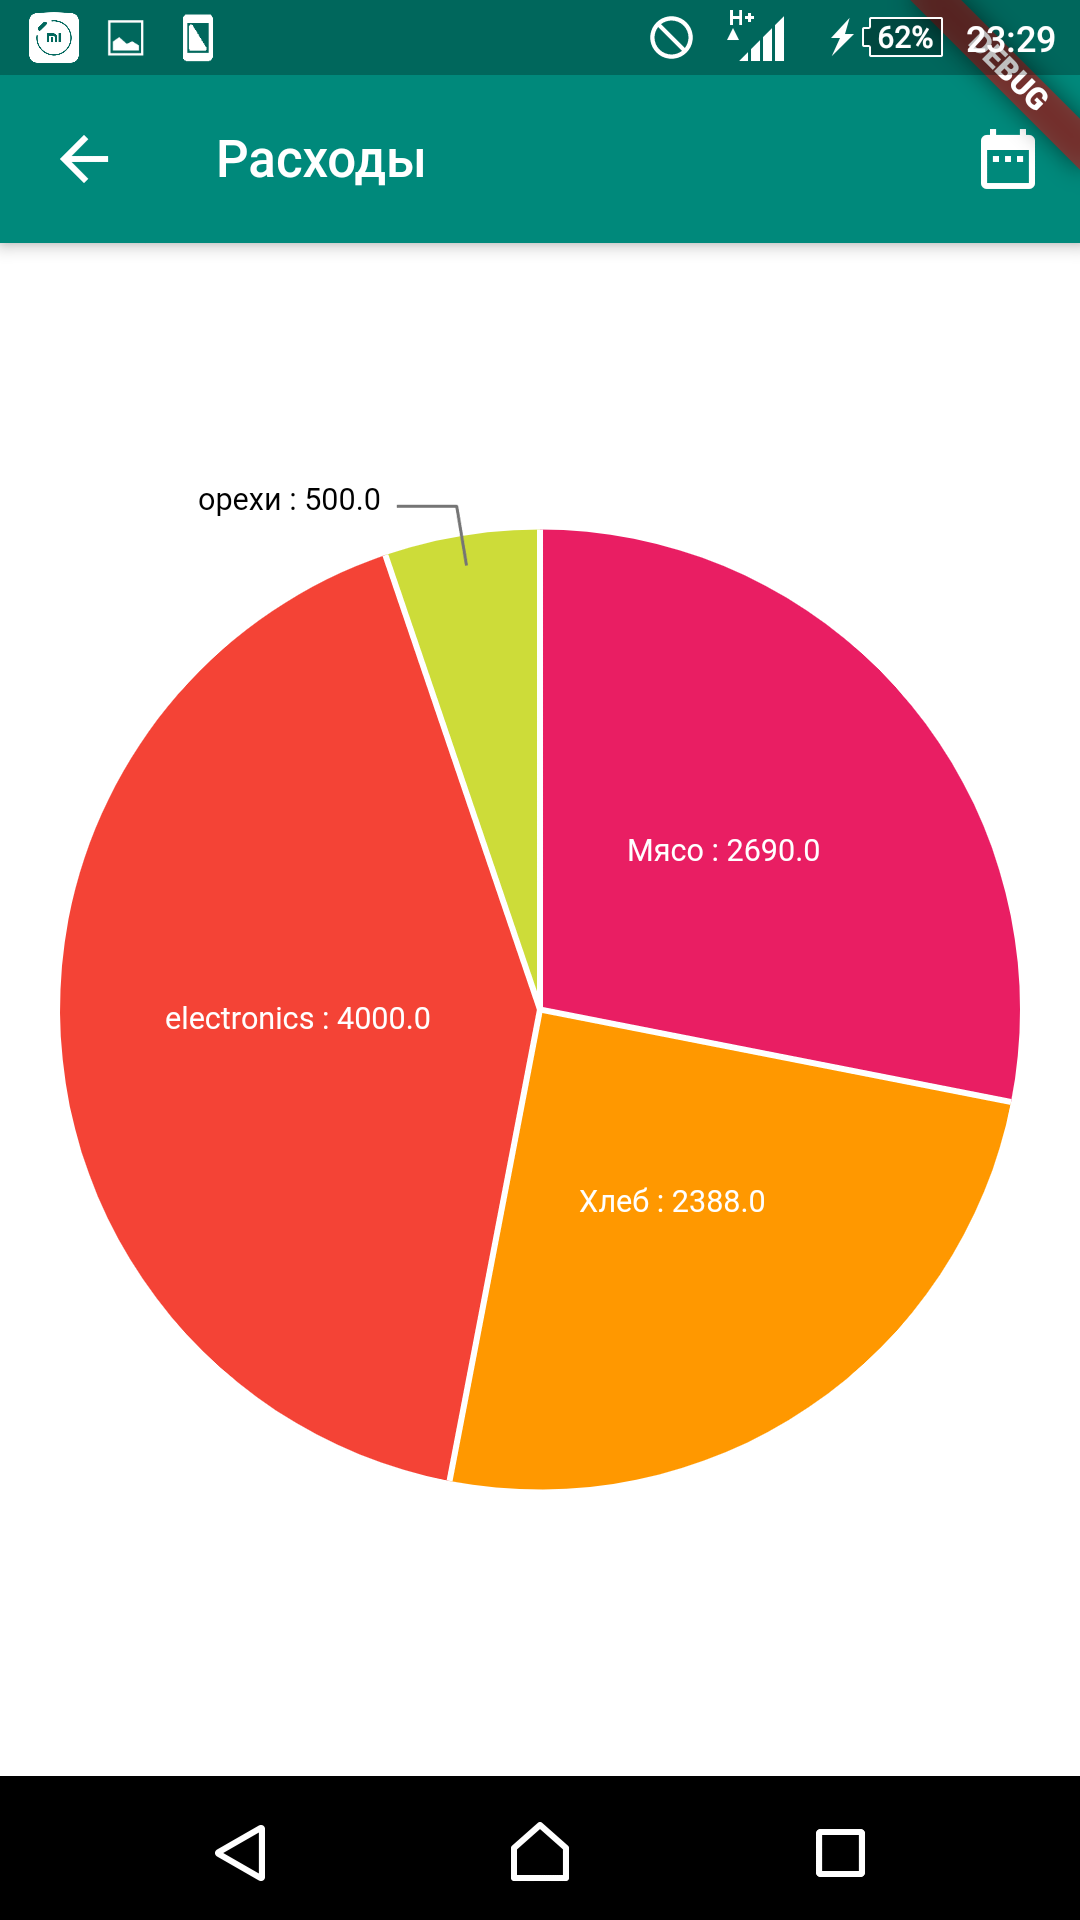 H+
62%
23:29
DEBUG
Расходы
орехи : 500.0
Мясо : 2690.0
electronics : 4000.0
Хлеб : 2388.0